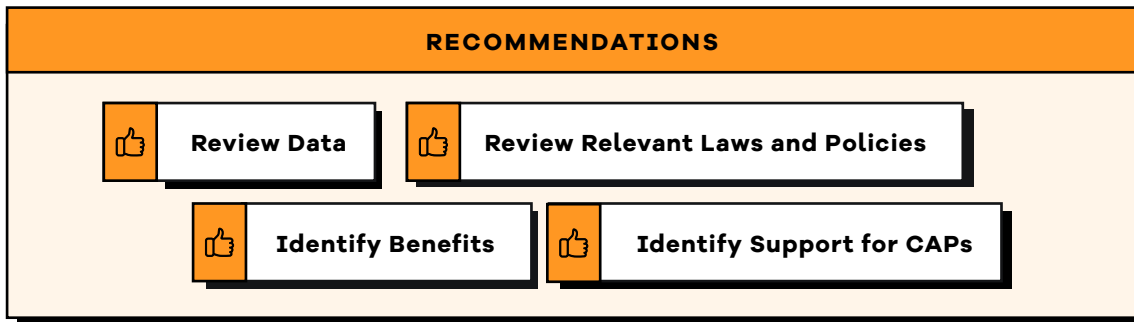 RECOMMENDATIONS
Review Data
Review Relevant Laws and Policies
Identify Benefits
Identify Support for CAPs